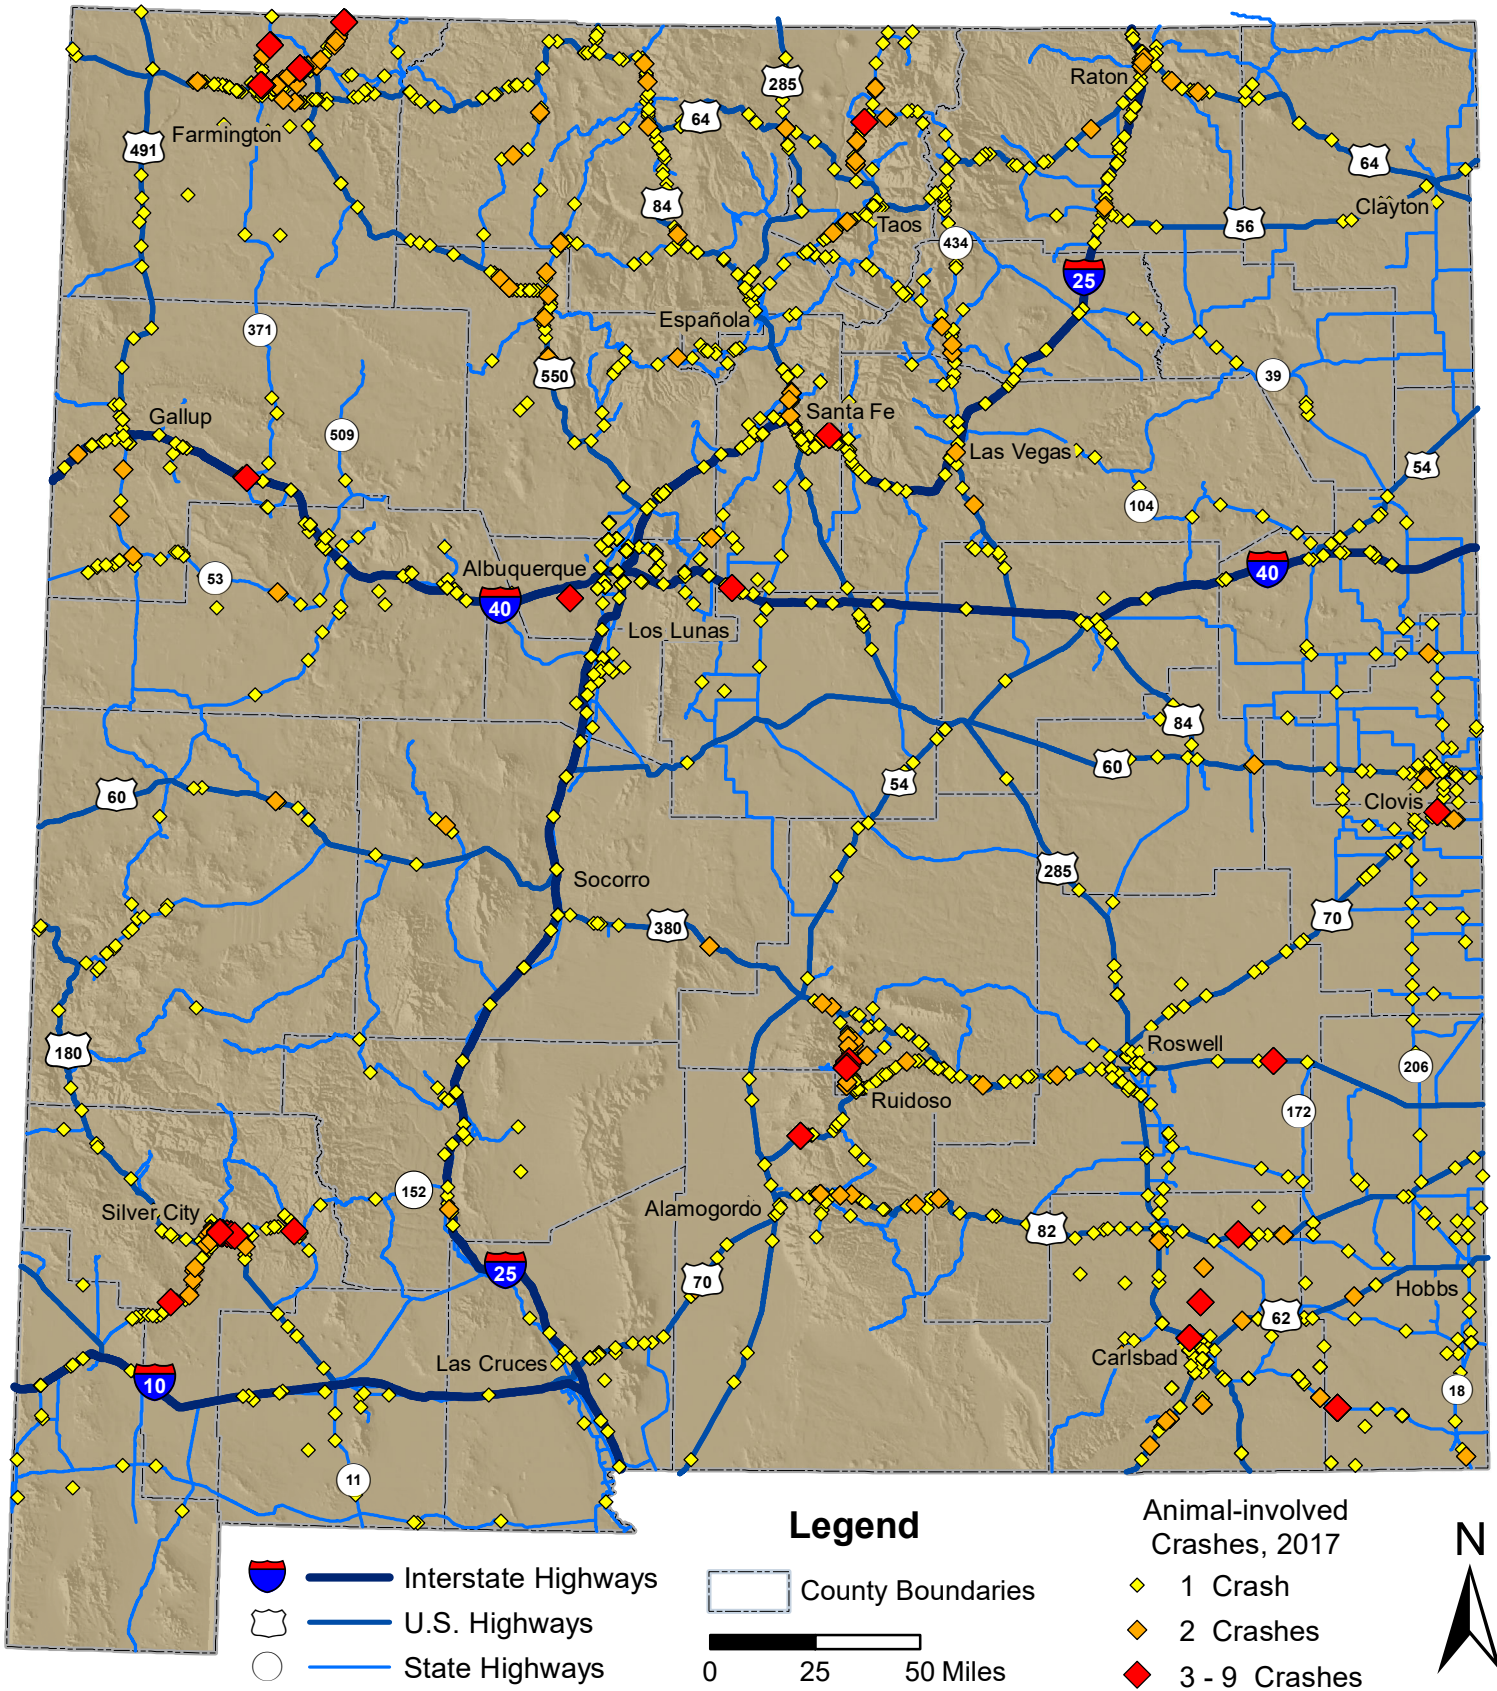 285
Raton
64
Farmington
491
64
84
Clayton
Taos
56
434
25
Española
371
550
39
Gallup
Santa Fe
509
Las Vegas
54
104
Albuquerque
40
53
40
Los Lunas
84
60
60
54
Clovis
285
Socorro
70
380
Roswell
180
206
Ruidoso
172
152
Silver City
Alamogordo
82
25
70
Hobbs
62
Las Cruces
Carlsbad
10
18
11
Legend
Animal-involved
Crashes, 2017
N
Interstate Highways
County Boundaries
1 Crash
U.S. Highways
2 Crashes
State Highways
0 25 50 Miles
3 - 9 Crashes